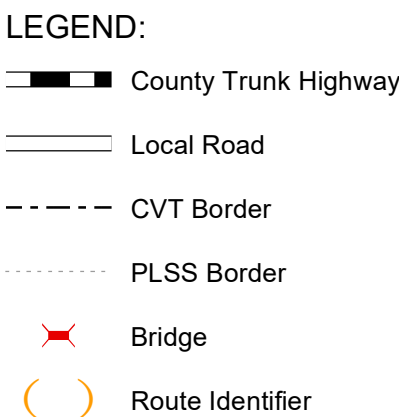 LEGEND:
County Trunk Highway
Local Road
CVT Border
PLSS Border
Bridge
( ) Route Identifier